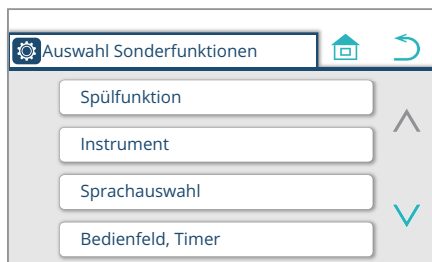 Auswahl Sonderfunktionen
Spülfunktion
Instrument
Sprachauswahl
Bedienfeld, Timer